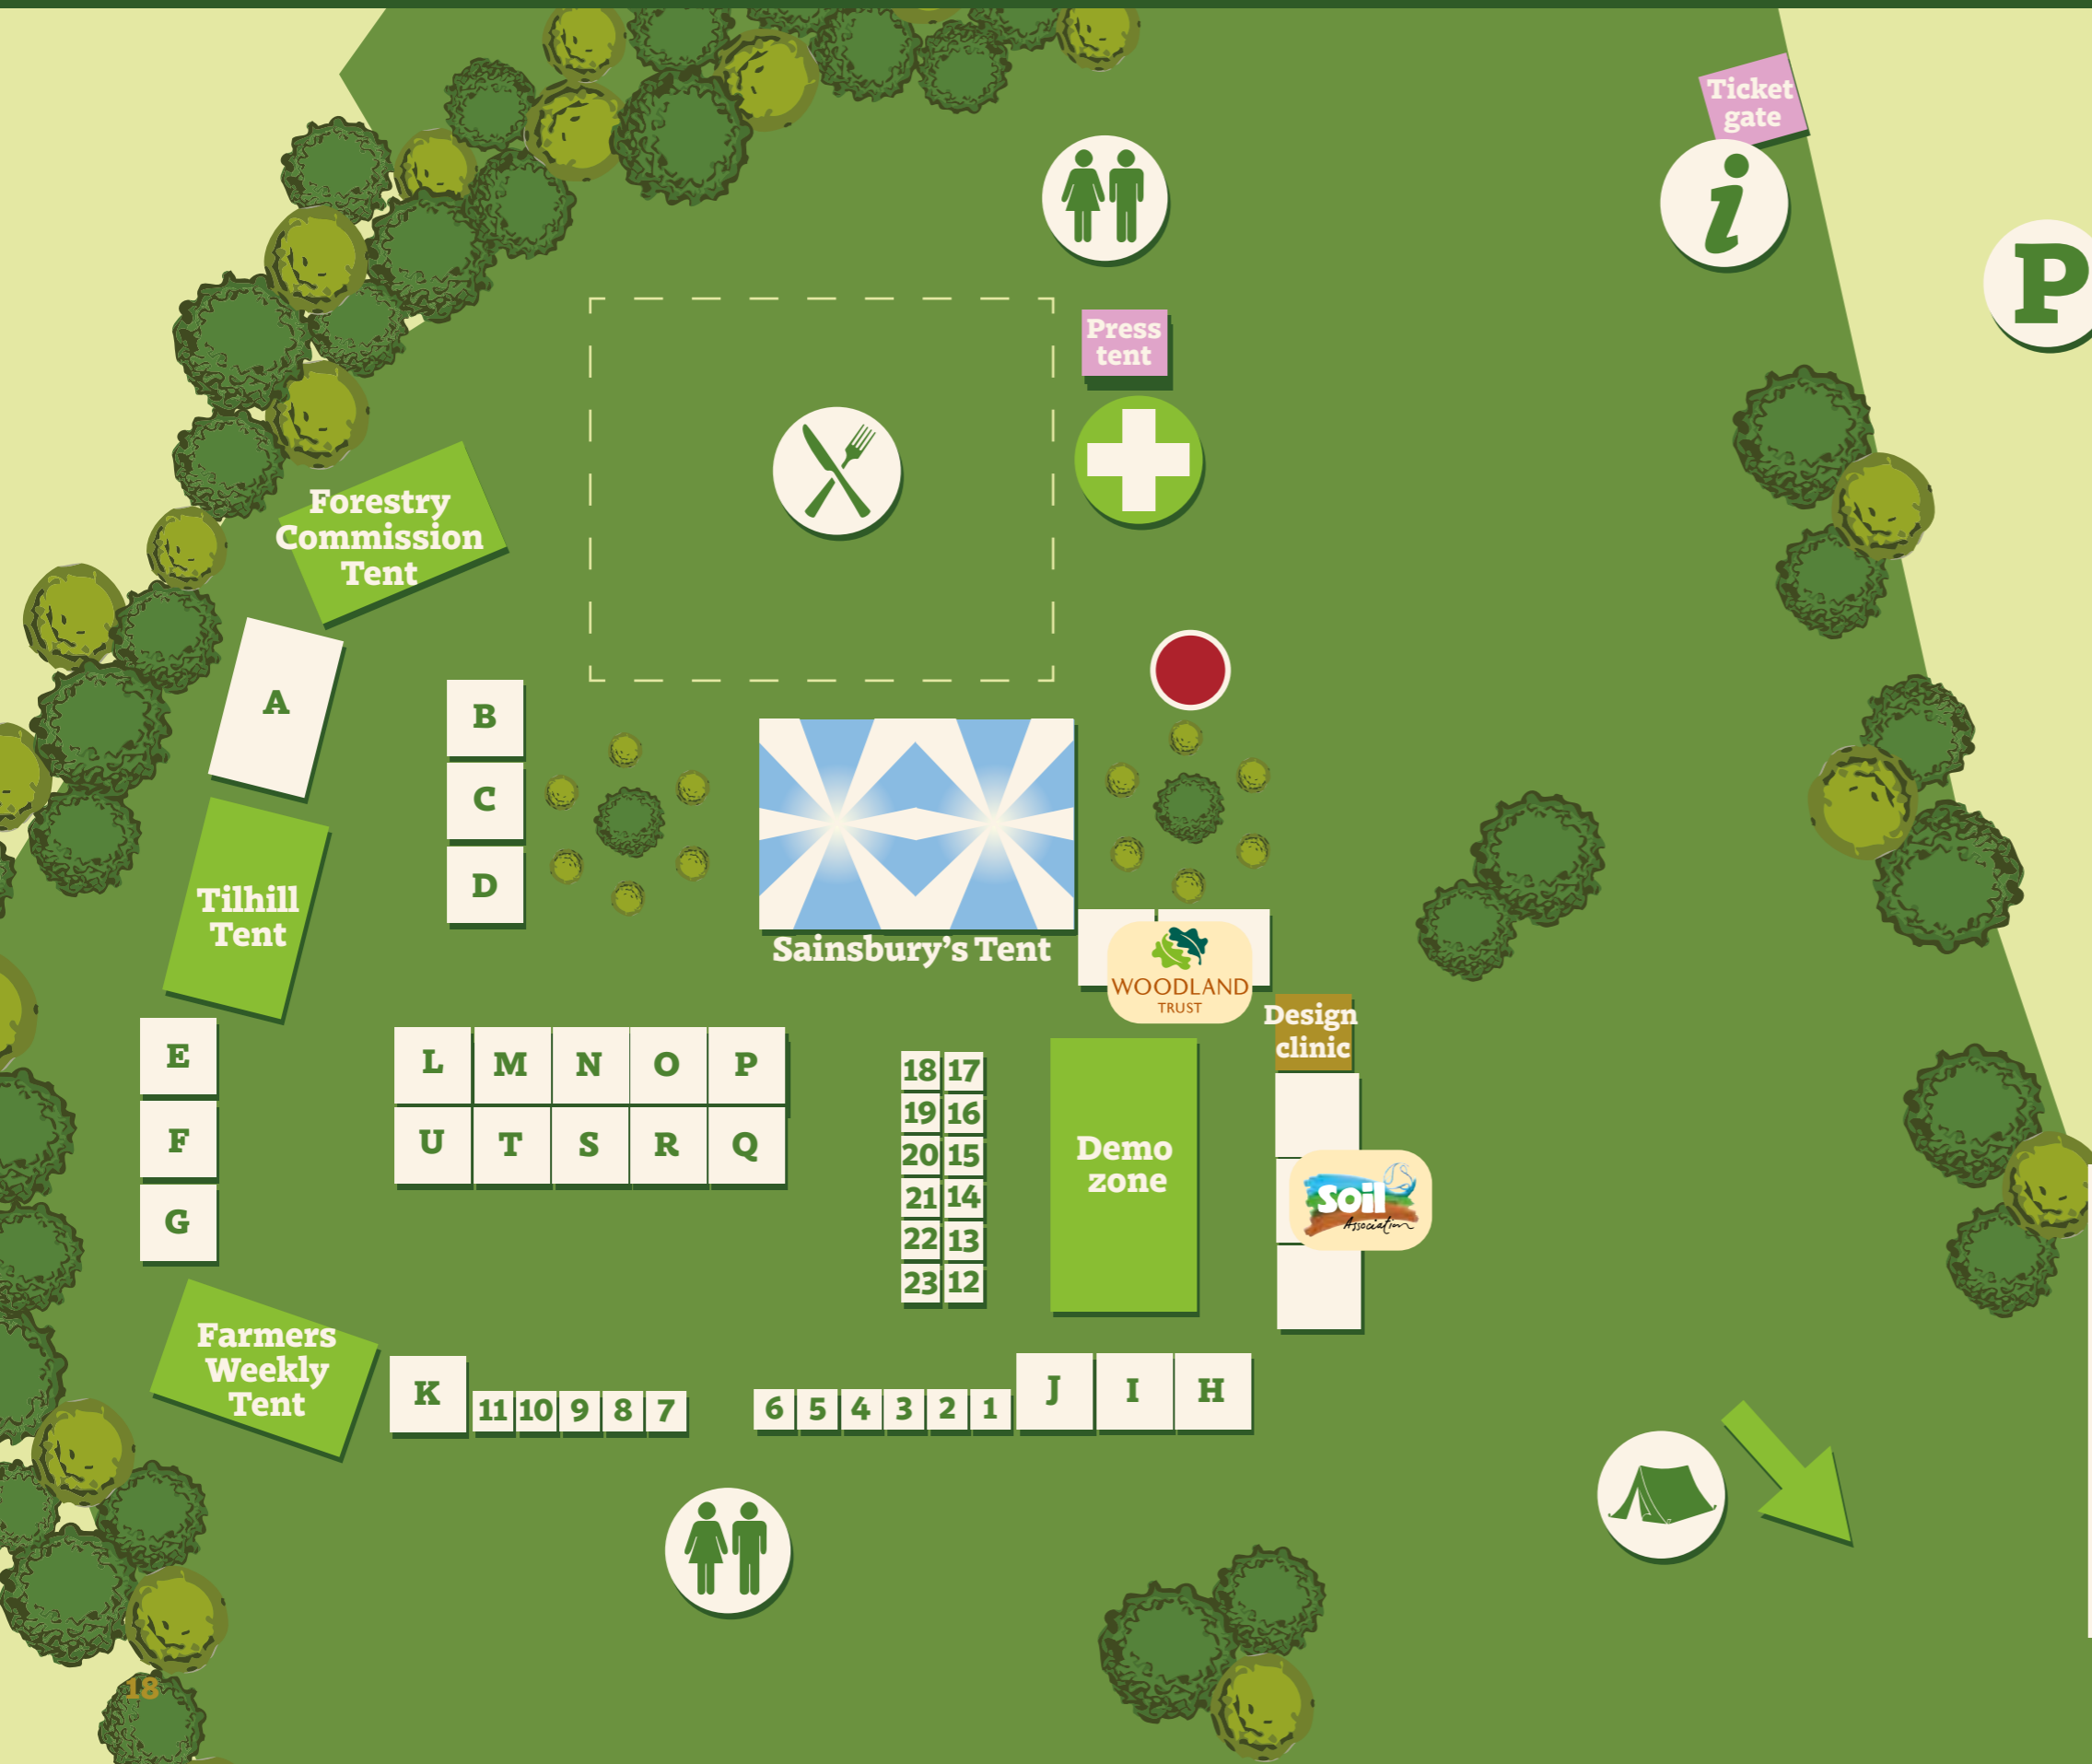 Ticket
gate
i
P
Press
tent
Forestry
Commission
Tent
A
B
C
D
Tilhill
Tent
Sainsbury's Tent
WOODLAND
TRUST
Design
clinic
E
F
G
L M N O P
U T S R Q
18 17
19 16
20 15
21 14
22 13
23 12
Demo
zone
soil
Association
Farmers
Weekly
Tent
K
11 10 9 8 7
6 5 4 3 2 1
J I H
18